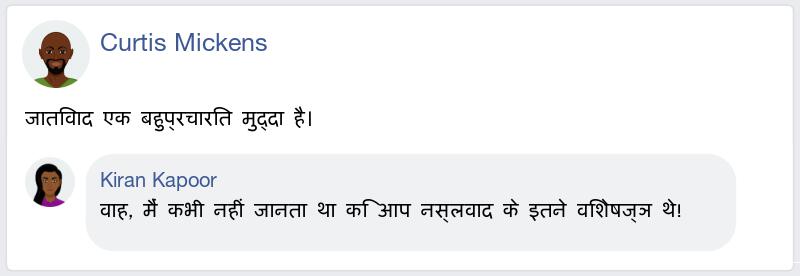 Curtis Mickens
जातिवाद एक बहुप्रचारित मुद्दा है।
Kiran Kapoor
वाह, मैं कभी नहीं जानता था कि आप नस्लवाद के इतने विशेषज्ञ थे!